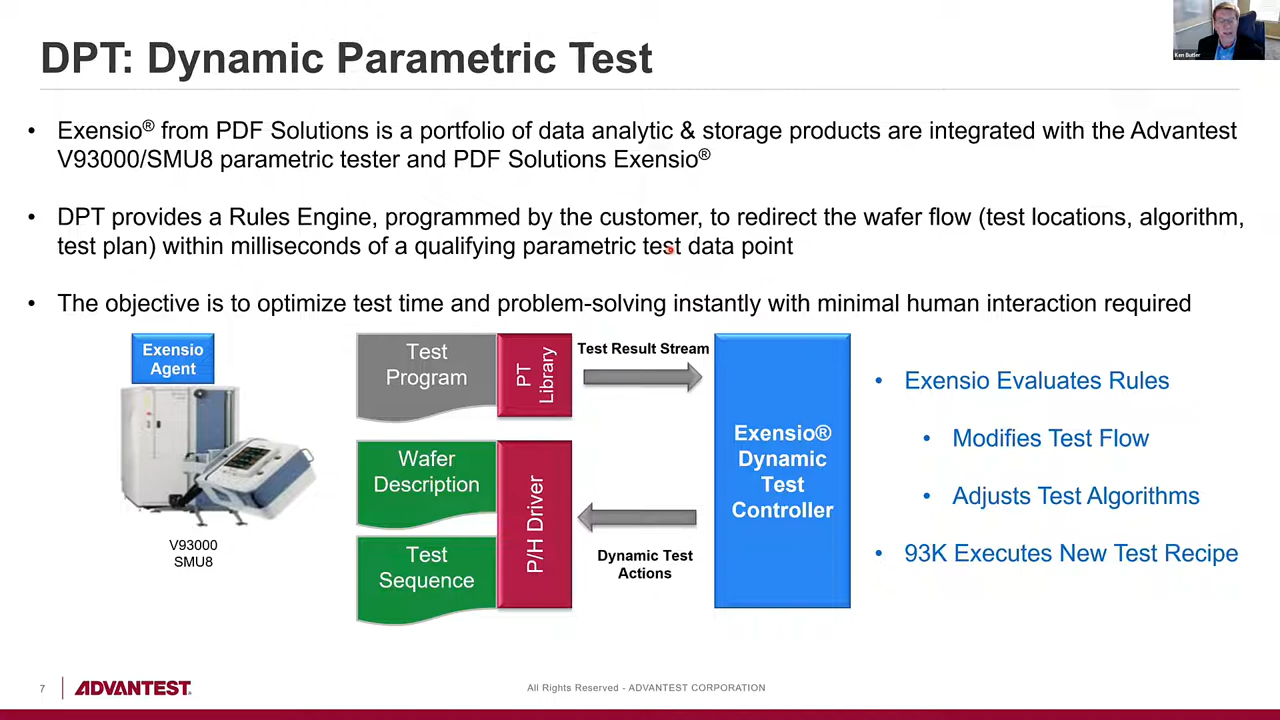 DPT: Dynamic Parametric Test
Ken Butler
• Exensio® from PDF Solutions is a portfolio of data analytic & storage products are integrated with the Advantest
V93000/SMU8 parametric tester and PDF Solutions Exensio®
• DPT provides a Rules Engine, programmed by the customer, to redirect the wafer flow (test locations, algorithm,
test plan) within milliseconds of a qualifying parametric test data point
• The objective is to optimize test time and problem-solving instantly with minimal human interaction required
Exensio
Agent
V93000
SMU8
Test
Program
PT
Library
Wafer
Description
Test
Sequence
P/H Driver
Test Result Stream
Dynamic Test
Actions
Exensio®
Dynamic
Test
Controller
• Exensio Evaluates Rules
• Modifies Test Flow
• Adjusts Test Algorithms
• 93K Executes New Test Recipe
7
ADVANTEST
All Rights Reserved - ADVANTEST CORPORATION